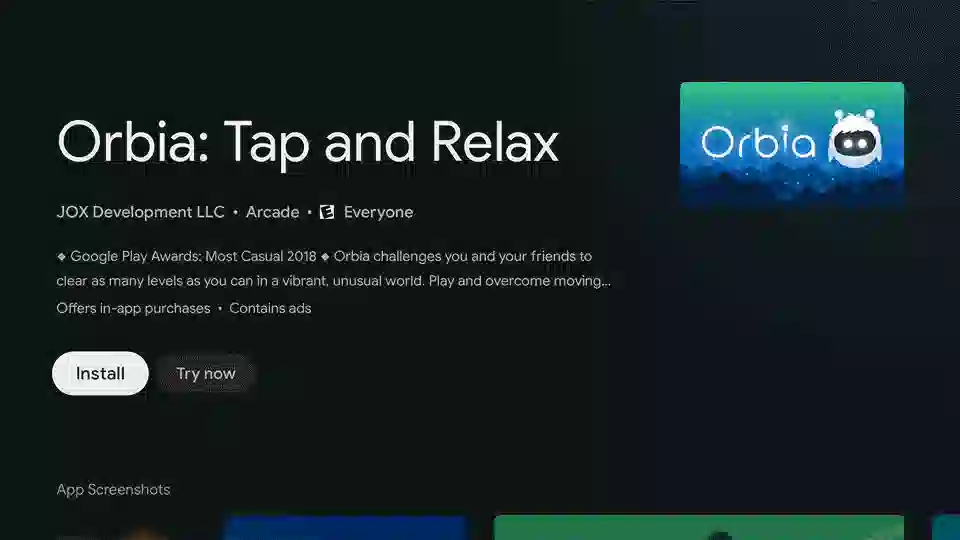 Orbia: Tap and Relax
Orbia
JOX Development LLC • Arcade • E Everyone
❖ Google Play Awards: Most Casual 2018 ❖ Orbia challenges you and your friends to
clear as many levels as you can in a vibrant, unusual world. Play and overcome moving...
Offers in-app purchases • Contains ads
Install Try now
App Screenshots